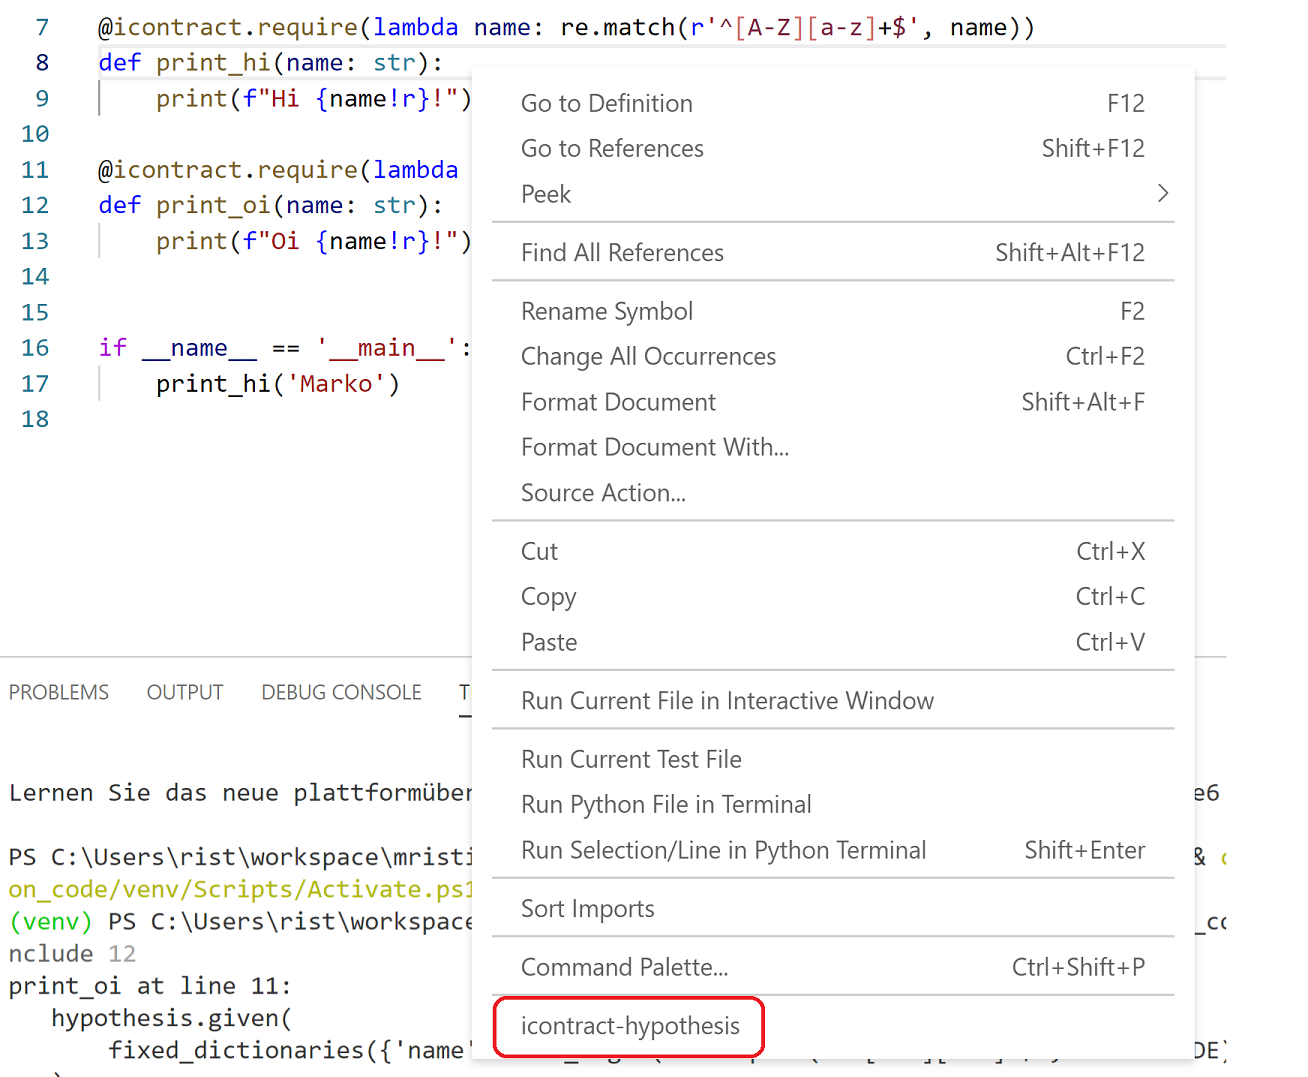 7 @icontract.require(lambda name: re.match(r'^[A-Z][a-z]+$', name))
8 def print_hi(name: str):
9 print(f"Hi {name!r}!")
10
11 @icontract.require(lambda
12 def print_oi(name: str):
13 print(f"Oi {name!r}!")
14
15
16 if __name__ == '__main__':
17 print_hi('Marko')
18
Go to Definition F12
Go to References Shift+F12
Peek
Find All References Shift+Alt+F12
Rename Symbol F2
Change All Occurrences Ctrl+F2
Format Document Shift+Alt+F
Format Document With...
Source Action...
Cut Ctrl+X
Copy Ctrl+C
Paste Ctrl+V
Run Current File in Interactive Window
Run Current Test File
Run Python File in Terminal
Run Selection/Line in Python Terminal Shift+Enter
Sort Imports
Command Palette... Ctrl+Shift+P
icontract-hypothesis
PROBLEMS OUTPUT DEBUG CONSOLE T
Lernen Sie das neue plattformüber e6
PS C:\Users\rist\workspace\mristi &
on_code/venv/Scripts/Activate.ps1
(venv) PS C:\Users\rist\workspace _co
nclude 12
print_oi at line 11:
hypothesis.given(
fixed_dictionaries({'name' DE)